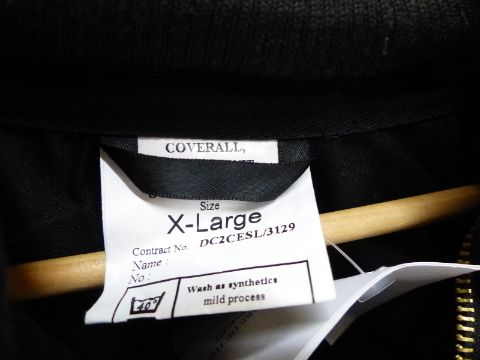 COVERALL,
Size
X-Large
Contract No. DC2CESL/3129
Name :
No :
40°
Wash as synthetics
mild process